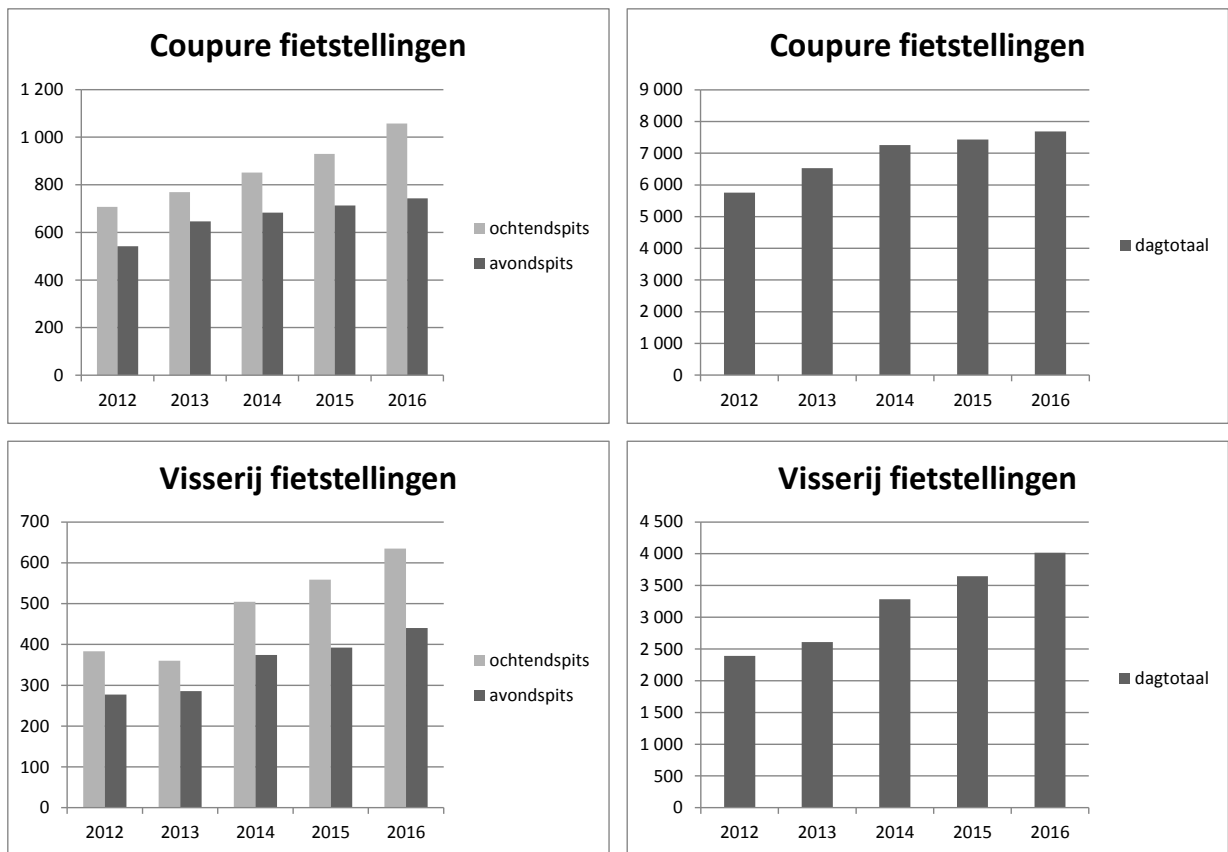 Coupure fietstellingen
1 200
1 000
800
600
400
200
0
2012 2013 2014 2015 2016
ochtendspits
avondspits
Coupure fietstellingen
9 000
8 000
7 000
6 000
5 000
4 000
3 000
2 000
1 000
0
2012 2013 2014 2015 2016
dagtotaal
Visserij fietstellingen
700
600
500
400
300
200
100
0
2012 2013 2014 2015 2016
ochtendspits
avondspits
Visserij fietstellingen
4 500
4 000
3 500
3 000
2 500
2 000
1 500
1 000
500
0
2012 2013 2014 2015 2016
dagtotaal